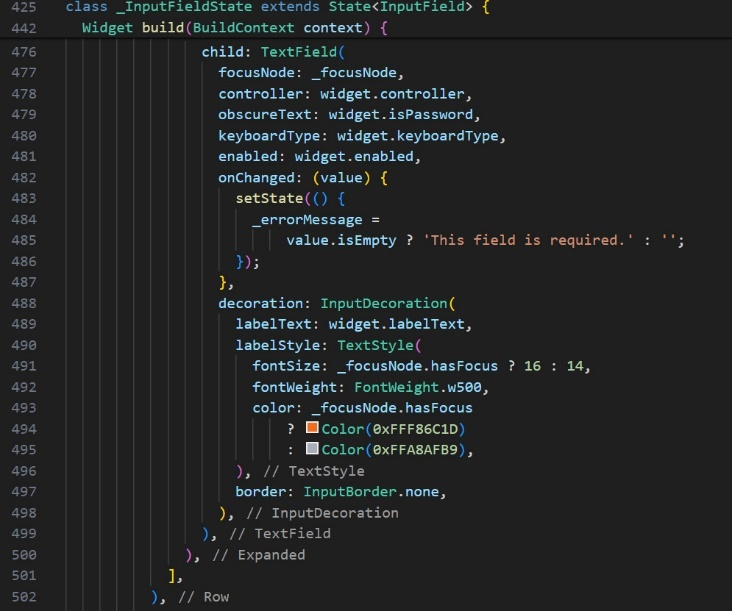 425 class _InputFieldState extends State<InputField> {
442 Widget build(BuildContext context) {
476 child: TextField(
477 focusNode: _focusNode,
478 controller: widget.controller,
479 obscureText: widget.isPassword,
480 keyboardType: widget.keyboardType,
481 enabled: widget.enabled,
482 onChanged: (value) {
483 setState(() {
484 _errorMessage =
485 value.isEmpty ? 'This field is required.' : '';
486 });
487 },
488 decoration: InputDecoration(
489 labelText: widget.labelText,
490 labelStyle: TextStyle(
491 fontSize: _focusNode.hasFocus ? 16 : 14,
492 fontWeight: FontWeight.w500,
493 color: _focusNode.hasFocus
494 ? Color(0xFFF86C1D)
495 : Color(0xFFA8AFB9),
496 ), // TextStyle
497 border: InputBorder.none,
498 ), // InputDecoration
499 ), // TextField
500 ), // Expanded
501 ],
502 ), // Row